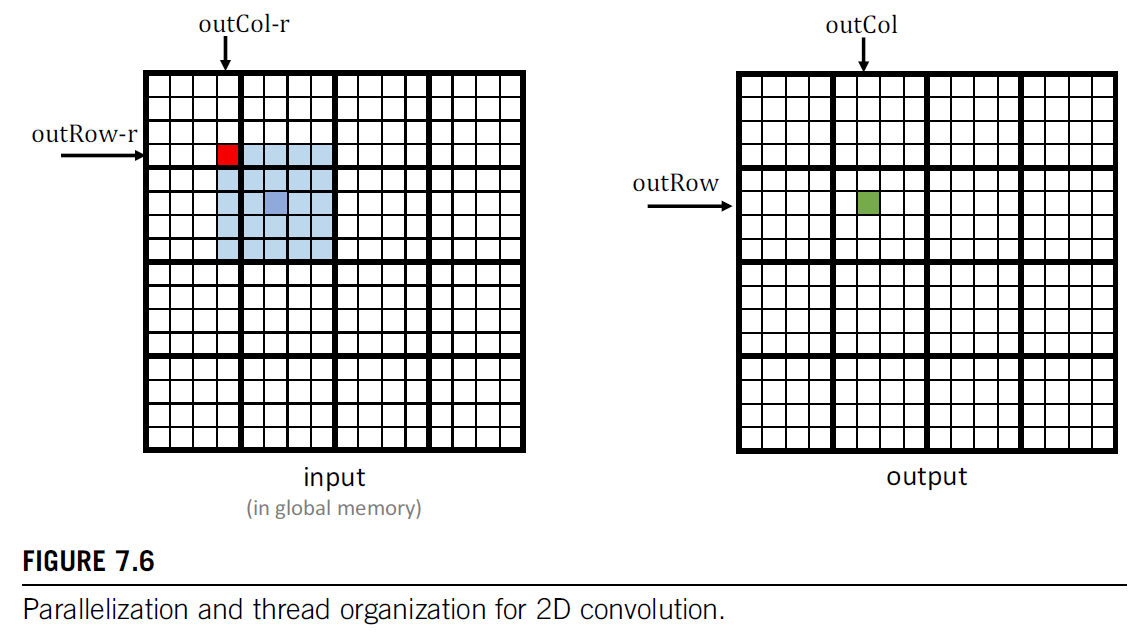 outCol-r
outCol
outRow-r
outRow
input
(in global memory)
output
FIGURE 7.6
Parallelization and thread organization for 2D convolution.